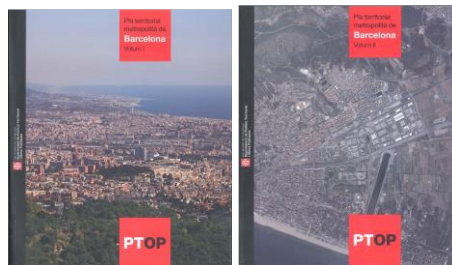 Pla territorial
metropolità de
Barcelona
Volum I
PTOP
Pla territorial
metropolità de
Barcelona
Volum II
PTOP